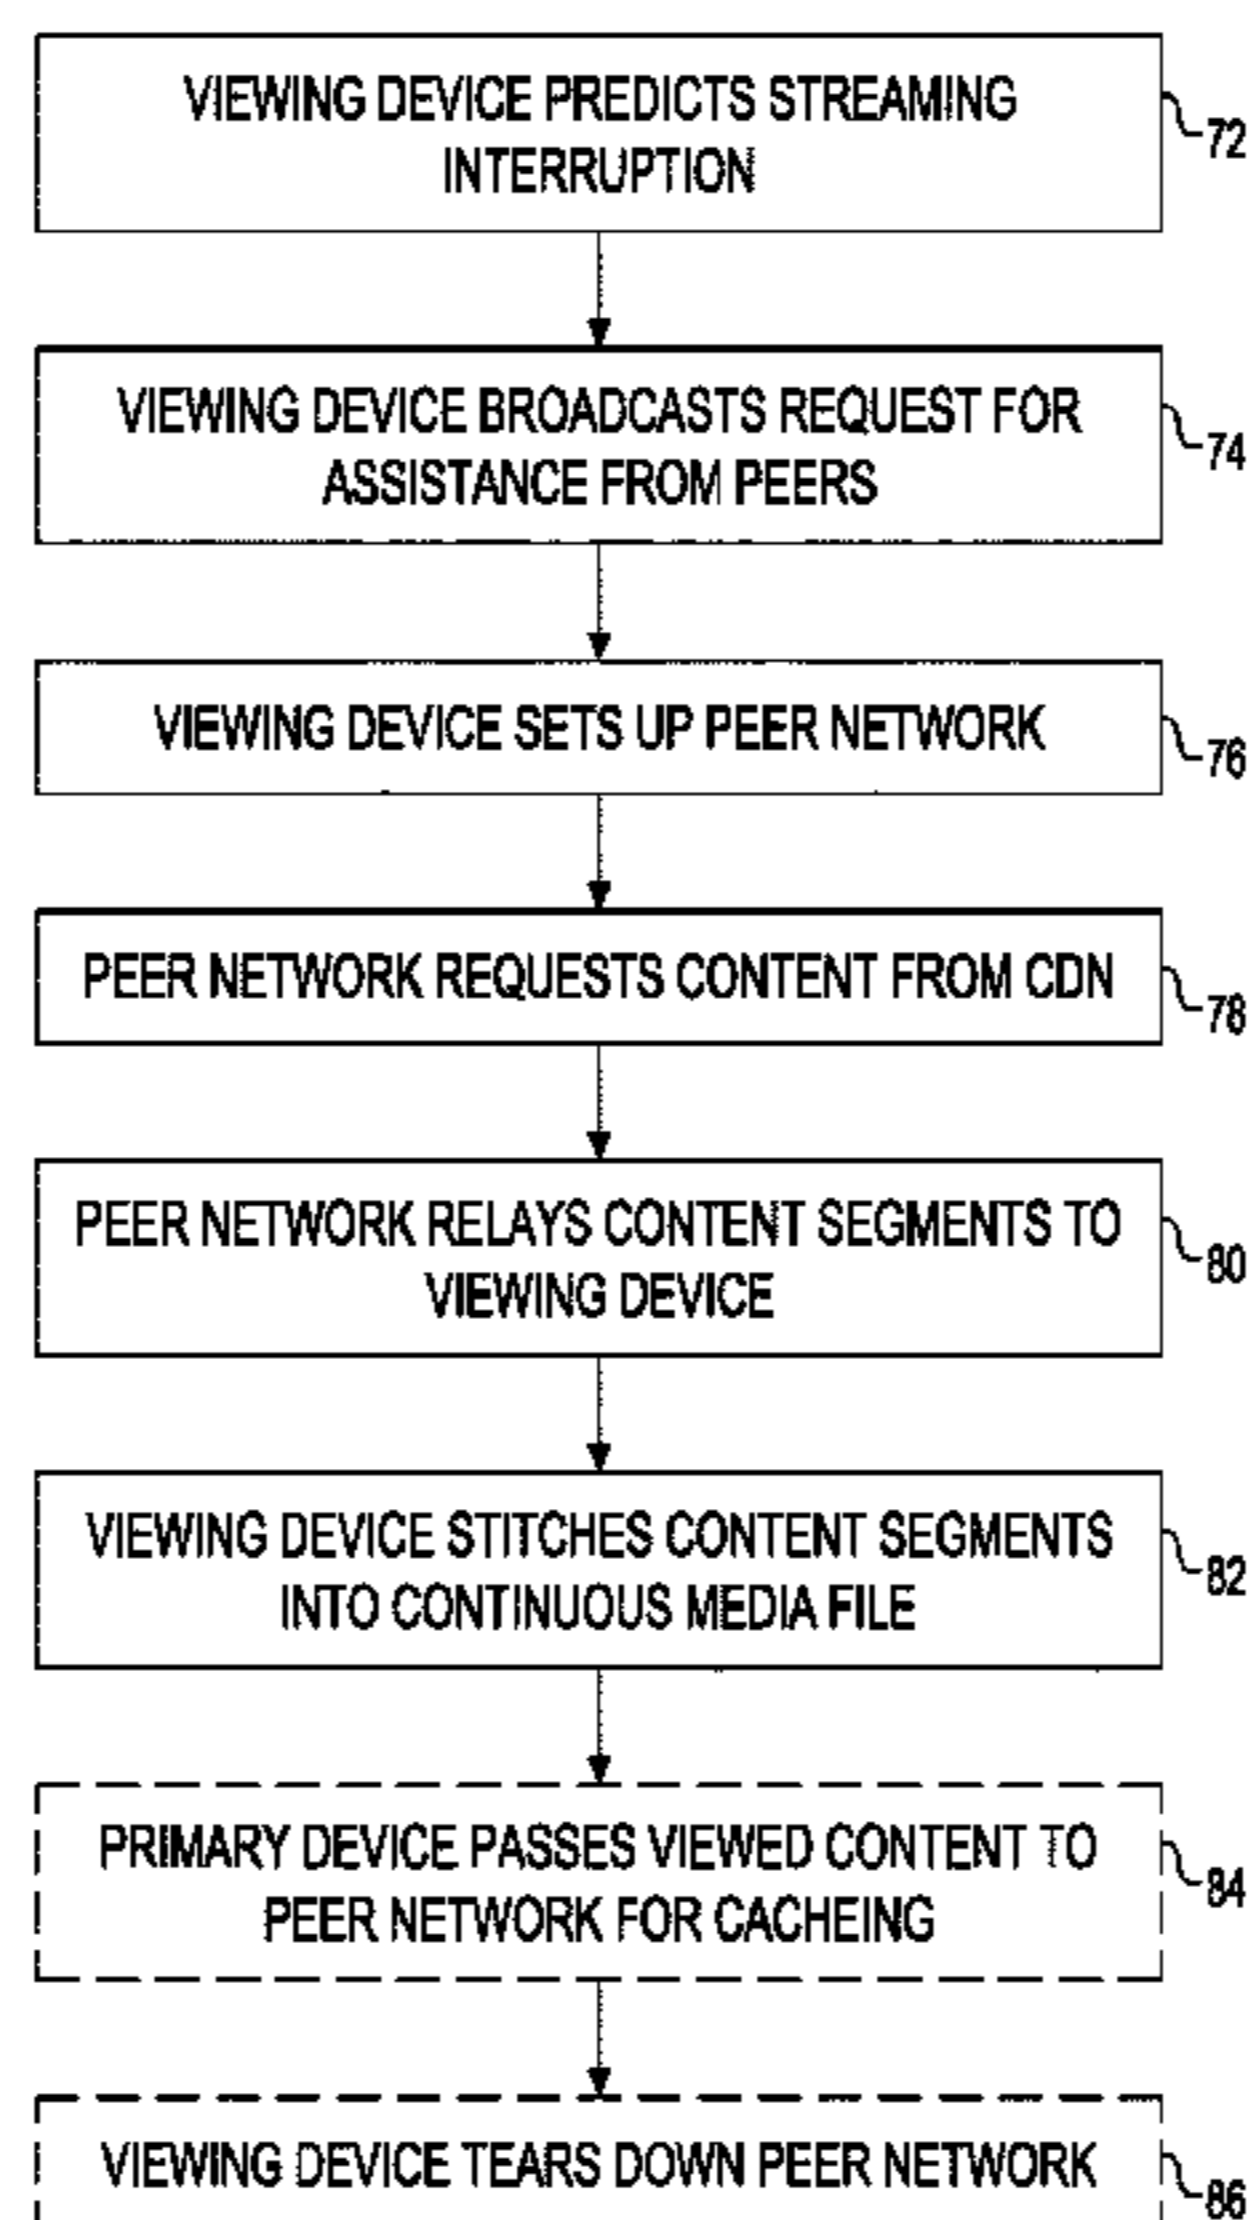 VIEWING DEVICE PREDICTS STREAMING
INTERRUPTION
72
VIEWING DEVICE BROADCASTS REQUEST FOR
ASSISTANCE FROM PEERS
74
VIEWING DEVICE SETS UP PEER NETWORK
76
PEER NETWORK REQUESTS CONTENT FROM CDN
78
PEER NETWORK RELAYS CONTENT SEGMENTS TO
VIEWING DEVICE
80
VIEWING DEVICE STITCHES CONTENT SEGMENTS
INTO CONTINUOUS MEDIA FILE
82
PRIMARY DEVICE PASSES VIEWED CONTENT TO
PEER NETWORK FOR CACHEING
84
VIEWING DEVICE TEARS DOWN PEER NETWORK
86